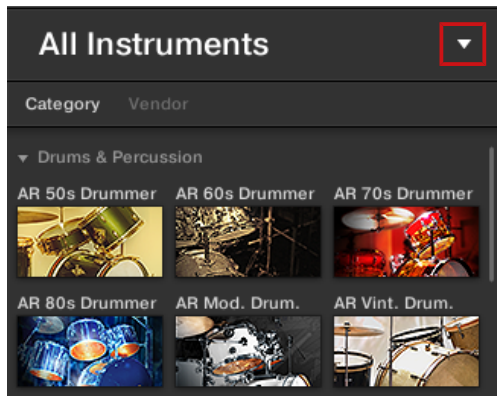 All Instruments
Category Vendor
Drums & Percussion
AR 50s Drummer AR 60s Drummer AR 70s Drummer
AR 80s Drummer AR Mod. Drum. AR Vint. Drum.